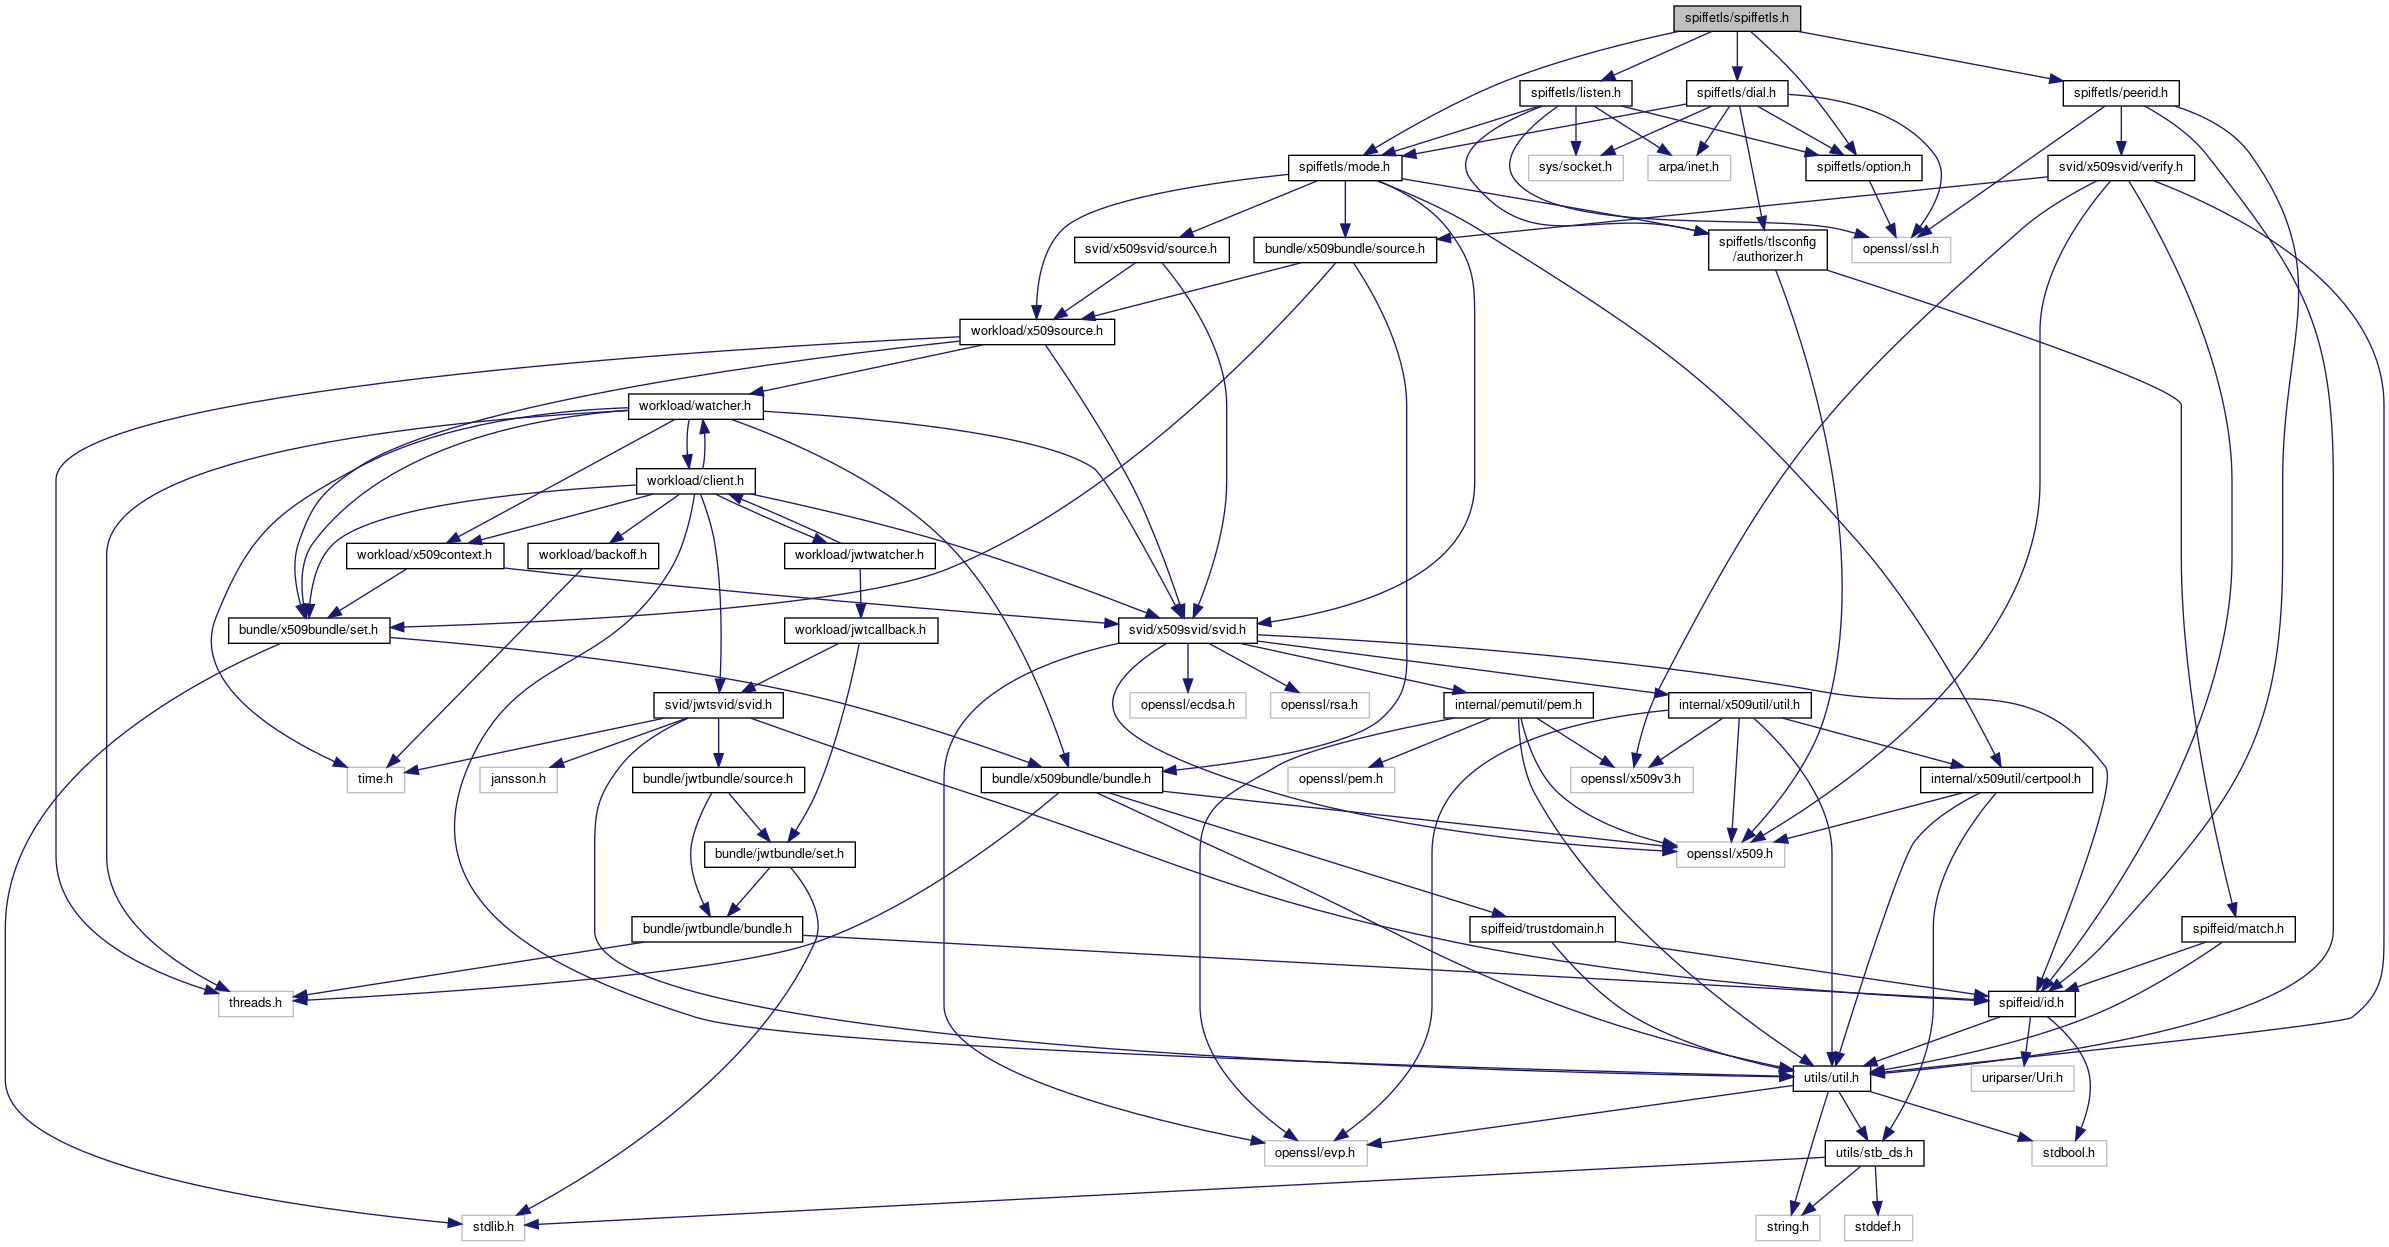 spiffetls/spiffetls.h
spiffetls/listen.h
spiffetls/dial.h
spiffetls/peerid.h
spiffetls/mode.h
sys/socket.h
arpa/inet.h
spiffetls/option.h
svid/x509svid/verify.h
svid/x509svid/source.h
bundle/x509bundle/source.h
spiffetls/tlsconfig
/authorizer.h
openssl/ssl.h
workload/x509source.h
workload/watcher.h
workload/client.h
workload/x509context.h
workload/backoff.h
workload/jwtwatcher.h
bundle/x509bundle/set.h
workload/jwtcallback.h
svid/x509svid/svid.h
svid/jwtsvid/svid.h
openssl/ecdsa.h
openssl/rsa.h
internal/pemutil/pem.h
internal/x509util/util.h
time.h
jansson.h
bundle/jwtbundle/source.h
bundle/x509bundle/bundle.h
openssl/pem.h
openssl/x509v3.h
internal/x509util/certpool.h
bundle/jwtbundle/set.h
openssl/x509.h
bundle/jwtbundle/bundle.h
spiffeid/trustdomain.h
spiffeid/match.h
threads.h
spiffeid/id.h
utils/util.h
uriparser/Uri.h
openssl/evp.h
utils/stb_ds.h
stdbool.h
stdlib.h
string.h
stddef.h